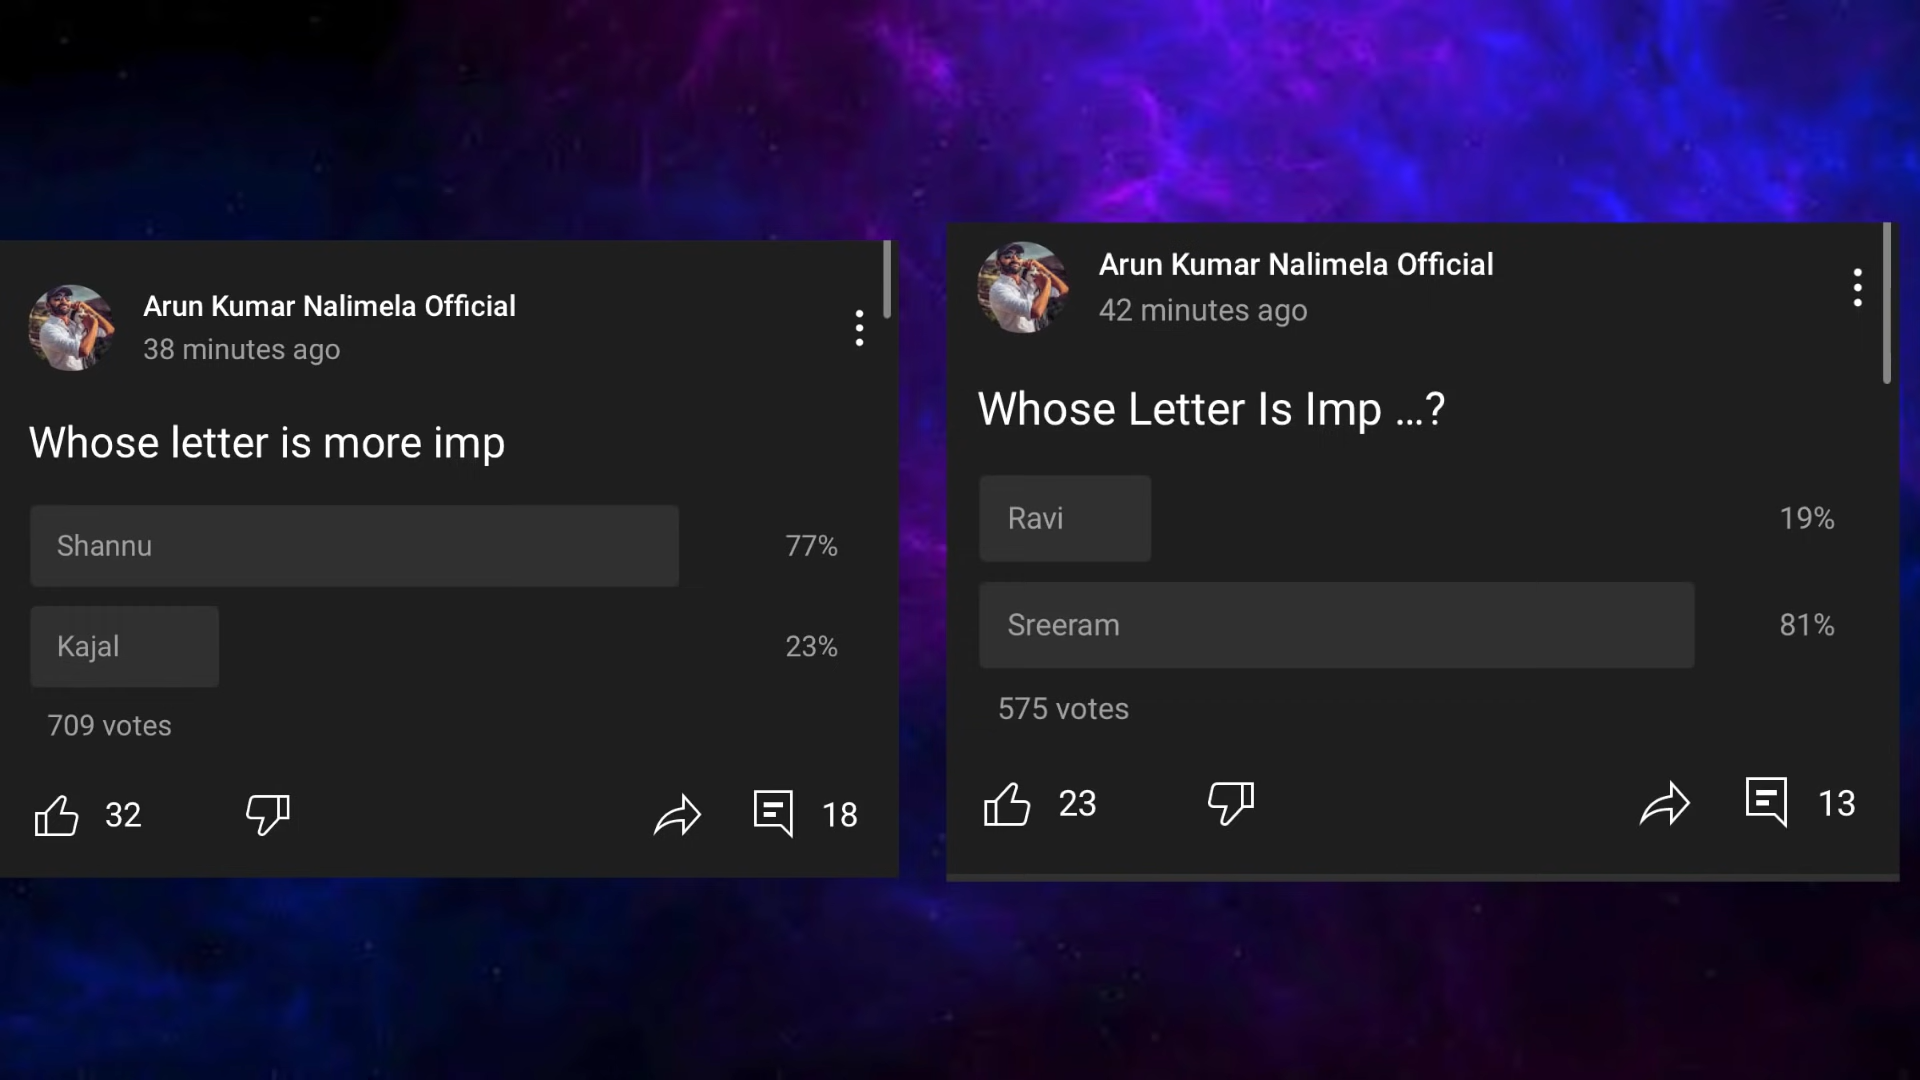 Arun Kumar Nalimela Official
38 minutes ago
Whose letter is more imp
Shannu 77%
Kajal 23%
709 votes
32 18
Arun Kumar Nalimela Official
42 minutes ago
Whose Letter Is Imp ...?
Ravi 19%
Sreeram 81%
575 votes
23 13